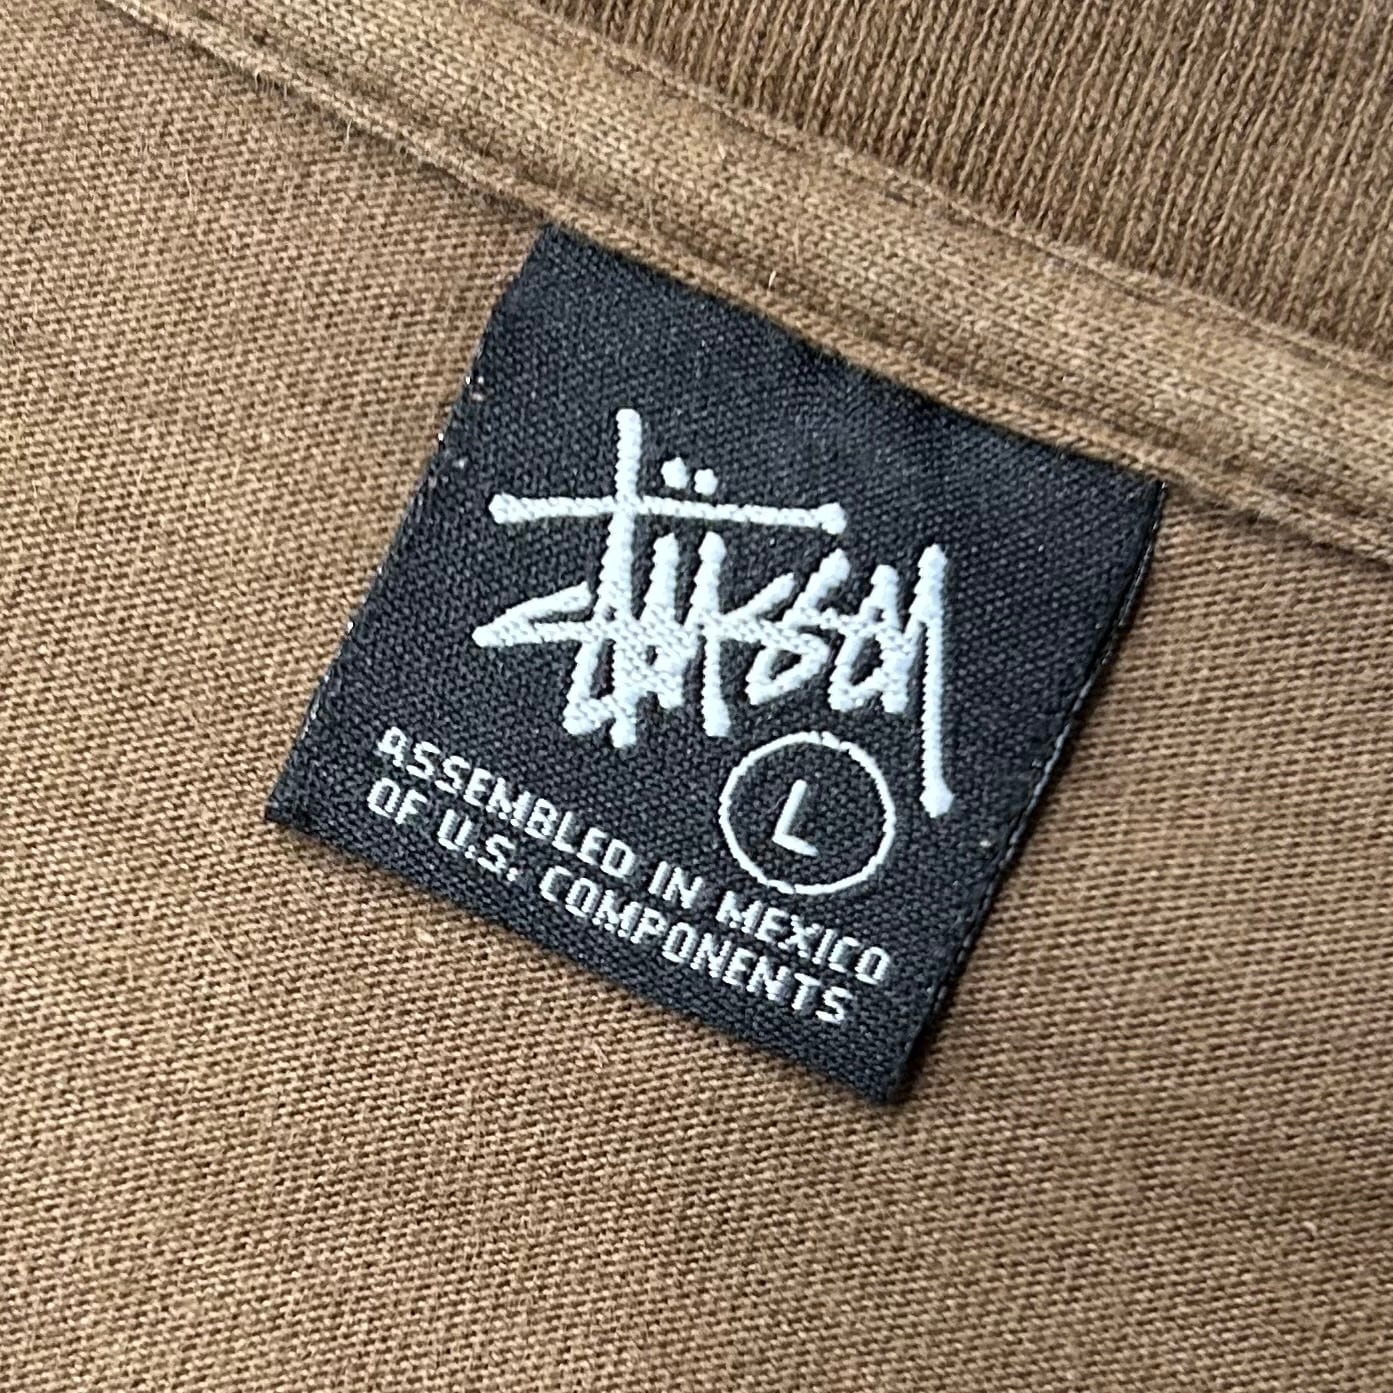 Stüssy
L
ASSEMBLED IN MEXICO
OF U.S. COMPONENTS